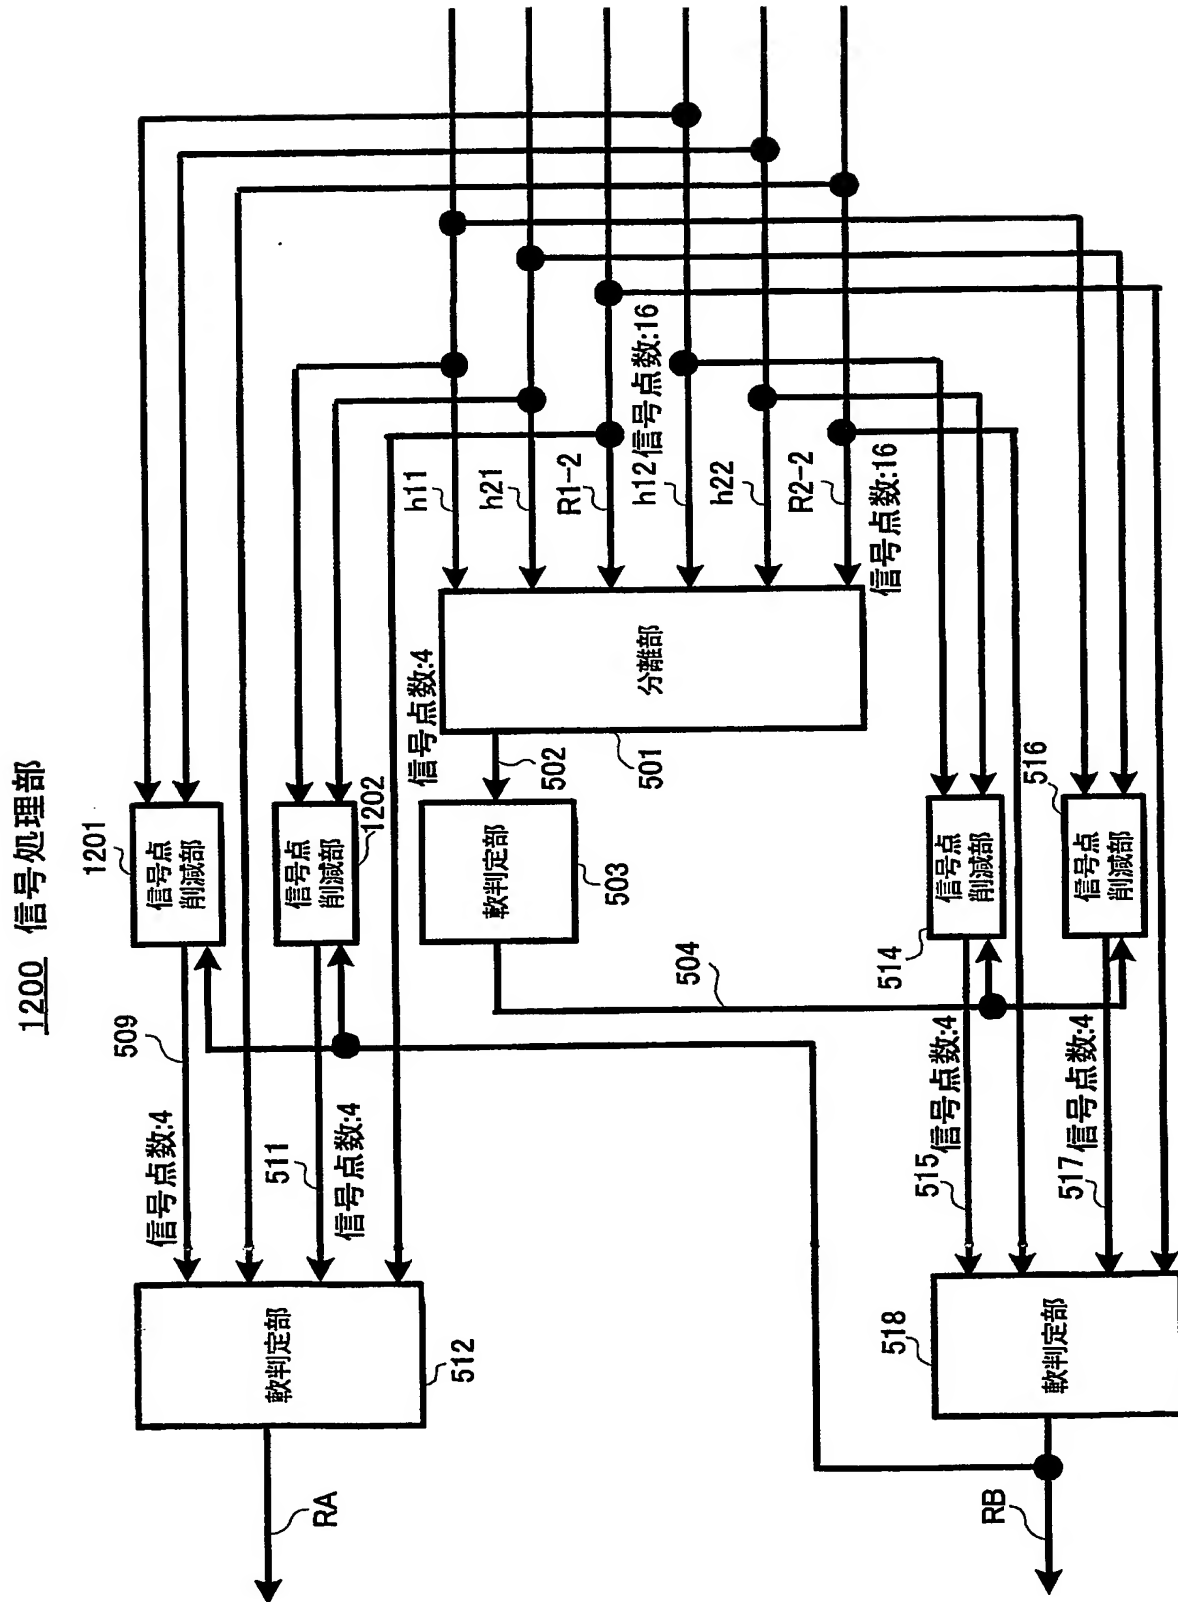 1200 信号処理部
1201
信号点
削減部
509
信号点数:4
信号点
削減部
1202
511
信号点数:4
軟判定部
512
RA
h11
h21
R1-2
h12
信号点数:16
h22
R2-2
信号点数:16
分離部
501
信号点数:4
502
軟判定部
503
504
信号点
削減部
514
515
信号点数:4
516
信号点
削減部
517
信号点数:4
軟判定部
518
RB